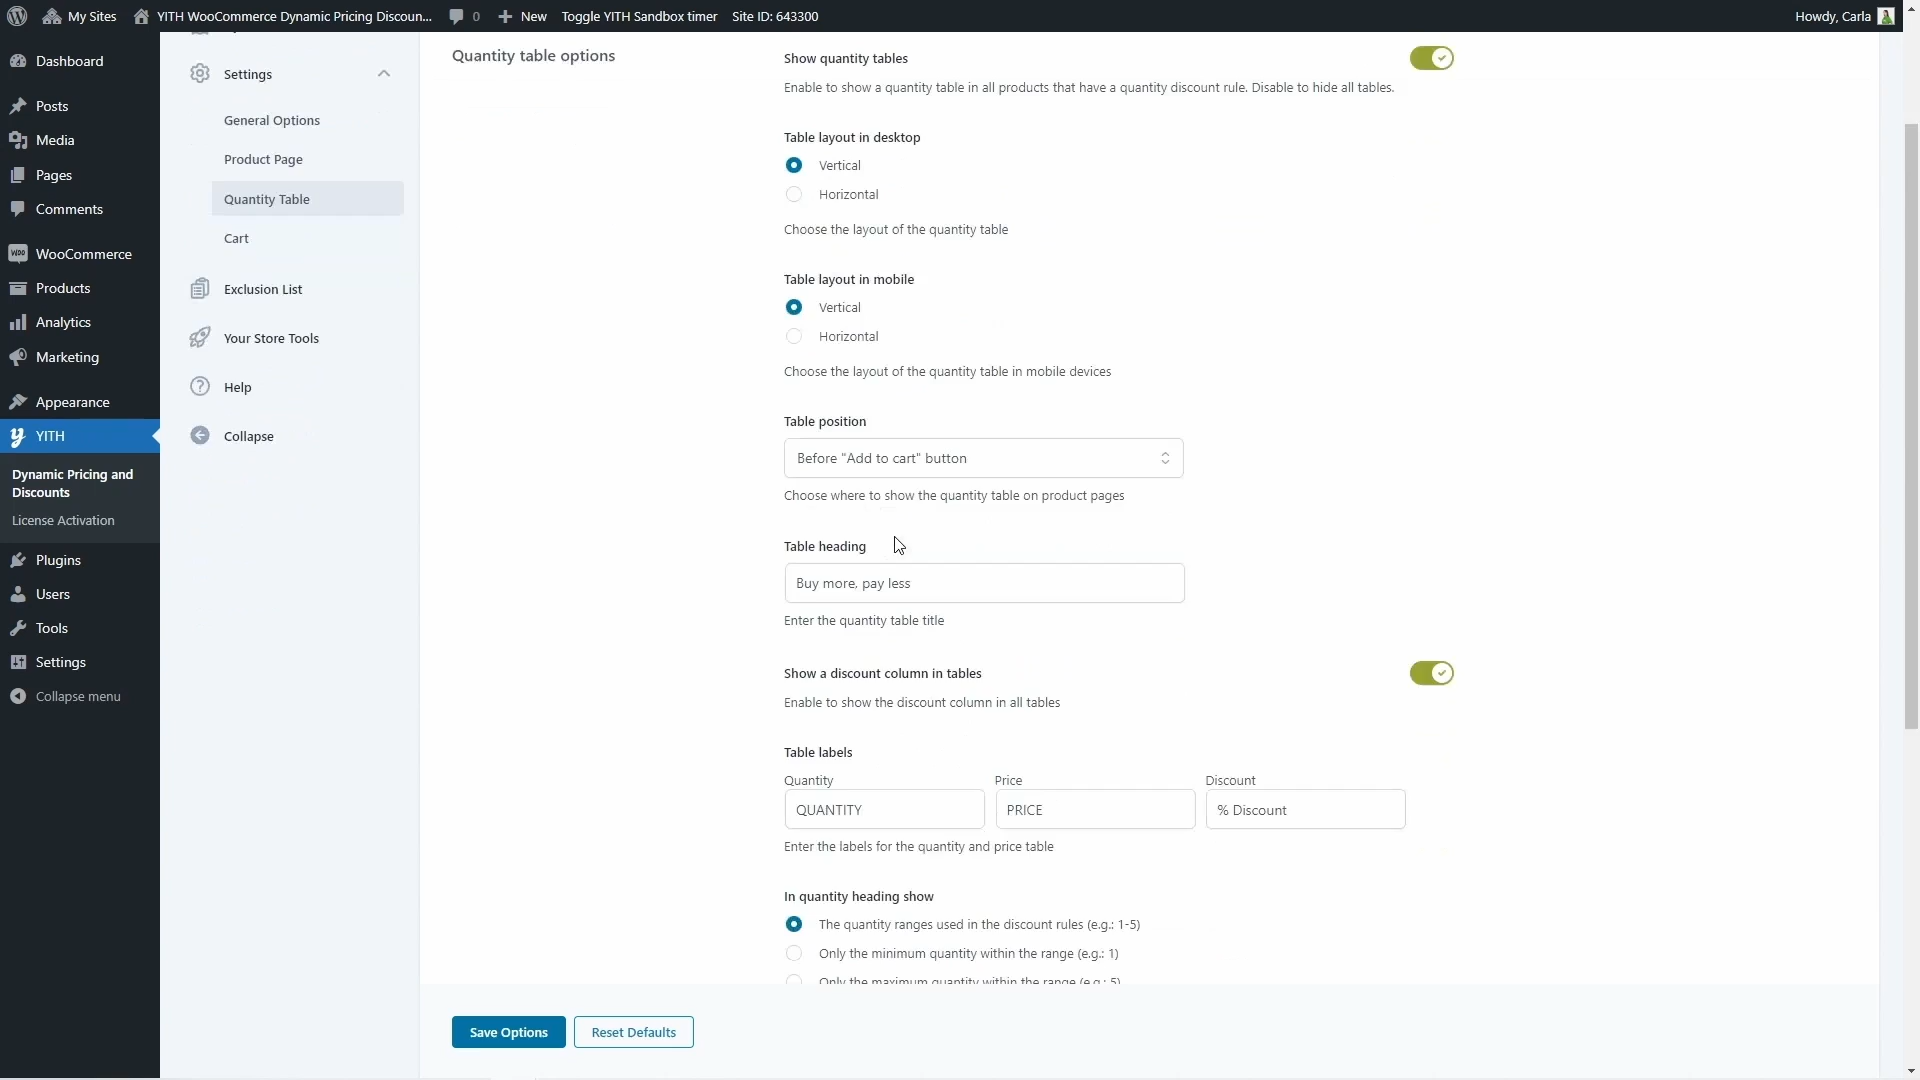 My Sites
YITH WooCommerce Dynamic Pricing Discoun...
0
New
Toggle YITH Sandbox timer
Site ID: 643300
Howdy, Carla
Dashboard
Posts
Media
Pages
Comments
WooCommerce
Products
Analytics
Marketing
Appearance
YITH
Dynamic Pricing and
Discounts
License Activation
Plugins
Users
Tools
Settings
Collapse menu
Settings
General Options
Product Page
Quantity Table
Cart
Exclusion List
Your Store Tools
Help
Collapse
Quantity table options
Show quantity tables
Enable to show a quantity table in all products that have a quantity discount rule. Disable to hide all tables.
Table layout in desktop
Vertical
Horizontal
Choose the layout of the quantity table
Table layout in mobile
Vertical
Horizontal
Choose the layout of the quantity table in mobile devices
Table position
Before "Add to cart" button
Choose where to show the quantity table on product pages
Table heading
Buy more, pay less
Enter the quantity table title
Show a discount column in tables
Enable to show the discount column in all tables
Table labels
Quantity
Price
Discount
QUANTITY
PRICE
% Discount
Enter the labels for the quantity and price table
In quantity heading show
The quantity ranges used in the discount rules (e.g.: 1-5)
Only the minimum quantity within the range (e.g.: 1)
Only the maximum quantity within the range (e.g.: 5)
Save Options
Reset Defaults